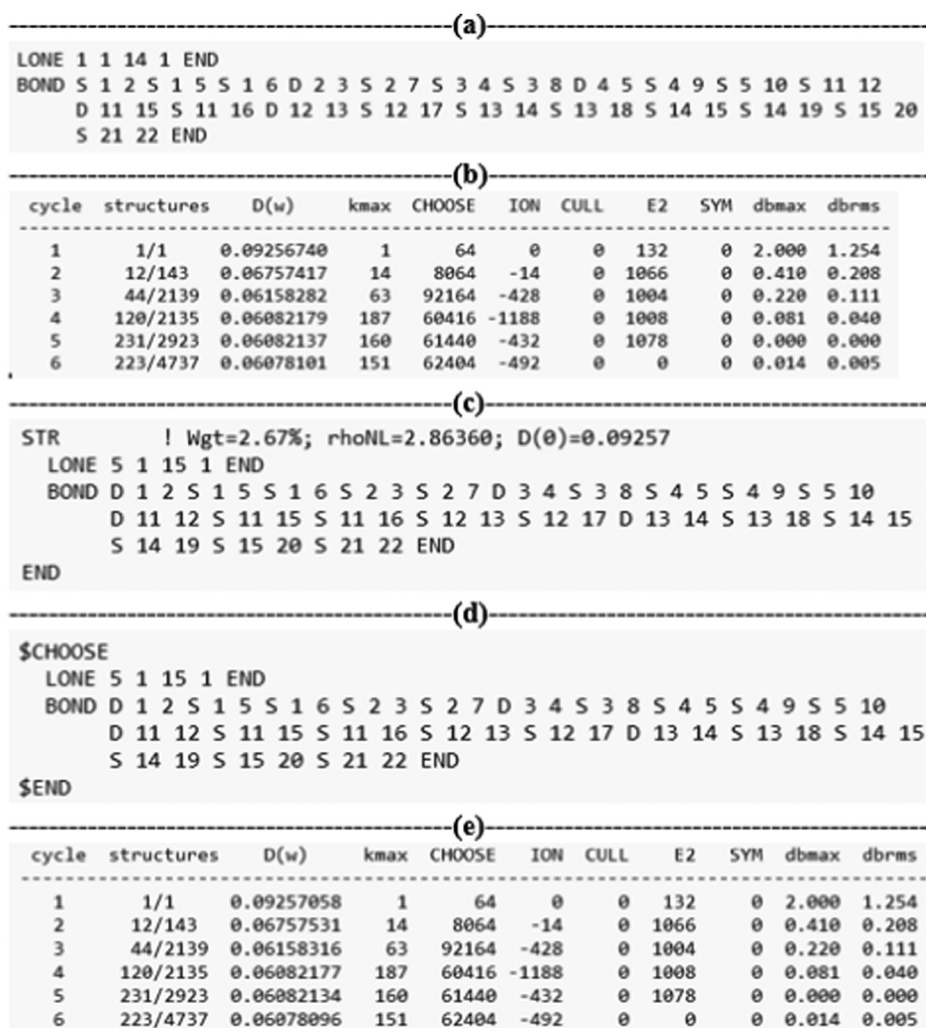 (a)
LONE 1 1 14 1 END
BOND S 1 2 S 1 5 S 1 6 D 2 3 S 2 7 S 3 4 S 3 8 D 4 5 S 4 9 S 5 10 S 11 12
D 11 15 S 11 16 D 12 13 S 12 17 S 13 14 S 13 18 S 14 15 S 14 19 S 15 20
S 21 22 END
(b)
cycle structures D(w) kmax CHOOSE ION CULL E2 SYM dbmax dbrms
1 1/1 0.09256740 1 64 0 0 132 0 2.000 1.254
2 12/143 0.06757417 14 8064 -14 0 1066 0 0.410 0.208
3 44/2139 0.06158282 63 92164 -428 0 1004 0 0.220 0.111
4 120/2135 0.06082179 187 60416 -1188 0 1008 0 0.081 0.040
5 231/2923 0.06082137 160 61440 -432 0 1078 0 0.000 0.000
6 223/4737 0.06078101 151 62404 -492 0 0 0 0.014 0.005
(c)
STR ! Wgt=2.67%; rhoNL=2.86360; D(0)=0.09257
LONE 5 1 15 1 END
BOND D 1 2 S 1 5 S 1 6 S 2 3 S 2 7 D 3 4 S 3 8 S 4 5 S 4 9 S 5 10
D 11 12 S 11 15 S 11 16 S 12 13 S 12 17 D 13 14 S 13 18 S 14 15
S 14 19 S 15 20 S 21 22 END
END
(d)
$CHOOSE
LONE 5 1 15 1 END
BOND D 1 2 S 1 5 S 1 6 S 2 3 S 2 7 D 3 4 S 3 8 S 4 5 S 4 9 S 5 10
D 11 12 S 11 15 S 11 16 S 12 13 S 12 17 D 13 14 S 13 18 S 14 15
S 14 19 S 15 20 S 21 22 END
$END
(e)
cycle structures D(w) kmax CHOOSE ION CULL E2 SYM dbmax dbrms
1 1/1 0.09257058 1 64 0 0 132 0 2.000 1.254
2 12/143 0.06757531 14 8064 -14 0 1066 0 0.410 0.208
3 44/2139 0.06158316 63 92164 -428 0 1004 0 0.220 0.111
4 120/2135 0.06082177 187 60416 -1188 0 1008 0 0.081 0.040
5 231/2923 0.06082134 160 61440 -432 0 1078 0 0.000 0.000
6 223/4737 0.06078096 151 62404 -492 0 0 0 0.014 0.005